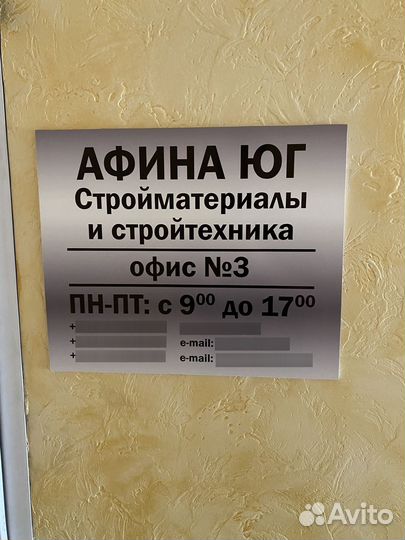 АФИНА ЮГ
Стройматериалы
и стройтехника
офис №3
ПН-ПТ: с 9⁰⁰ до 17⁰⁰
+
+ e-mail:
+ e-mail:
Avito